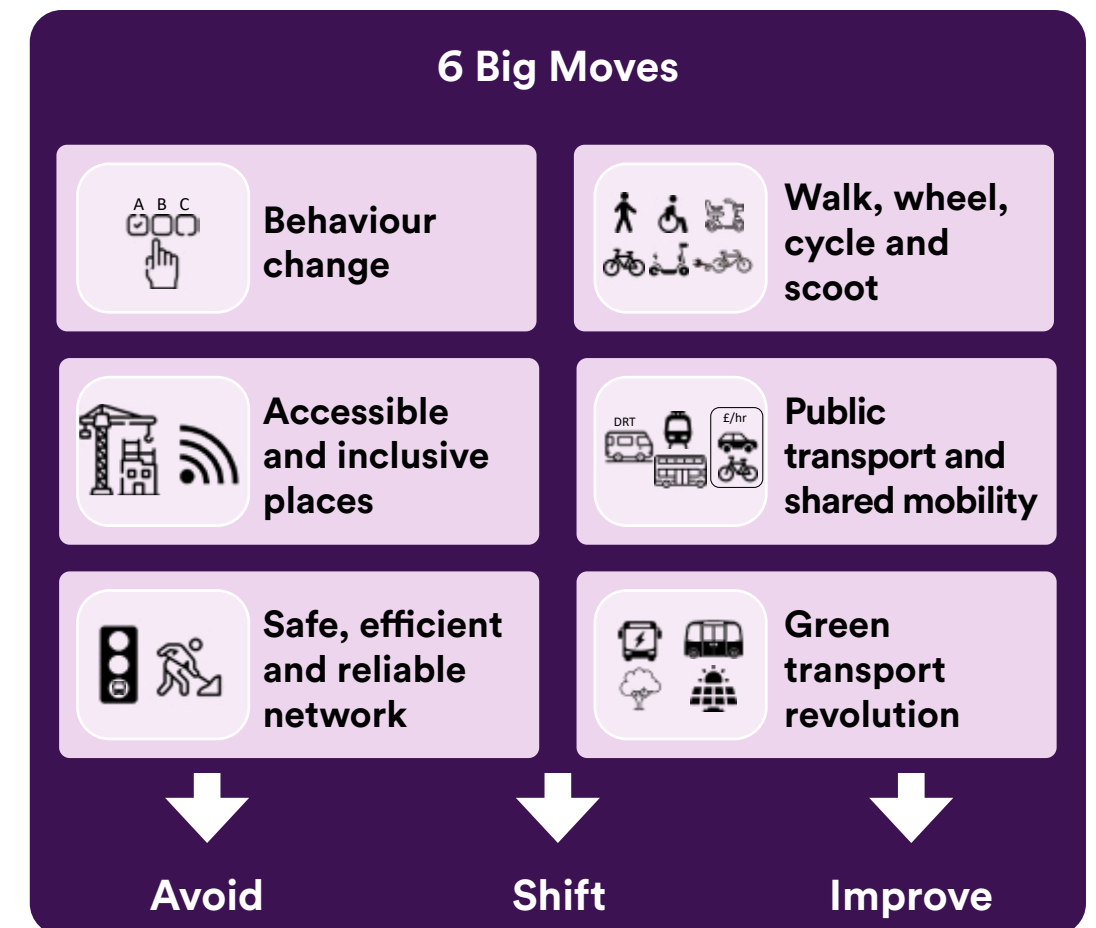 6 Big Moves
A B C
Behaviour
change
Walk, wheel,
cycle and
scoot
Accessible
and inclusive
places
DRT
£/hr
Public
transport and
shared mobility
Safe, efficient
and reliable
network
Green
transport
revolution
Avoid
Shift
Improve